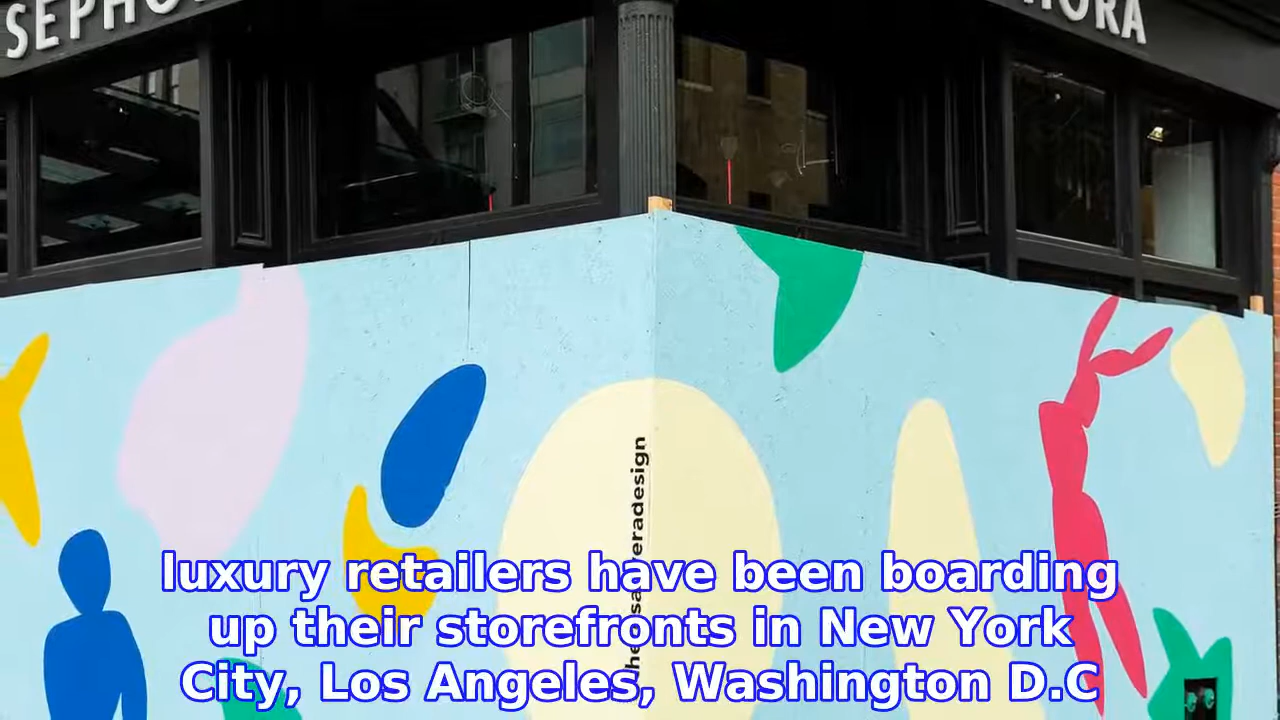 SEPHO
HORA
luxury retailers have been boarding
up their storefronts in New York
City, Los Angeles, Washington D.C